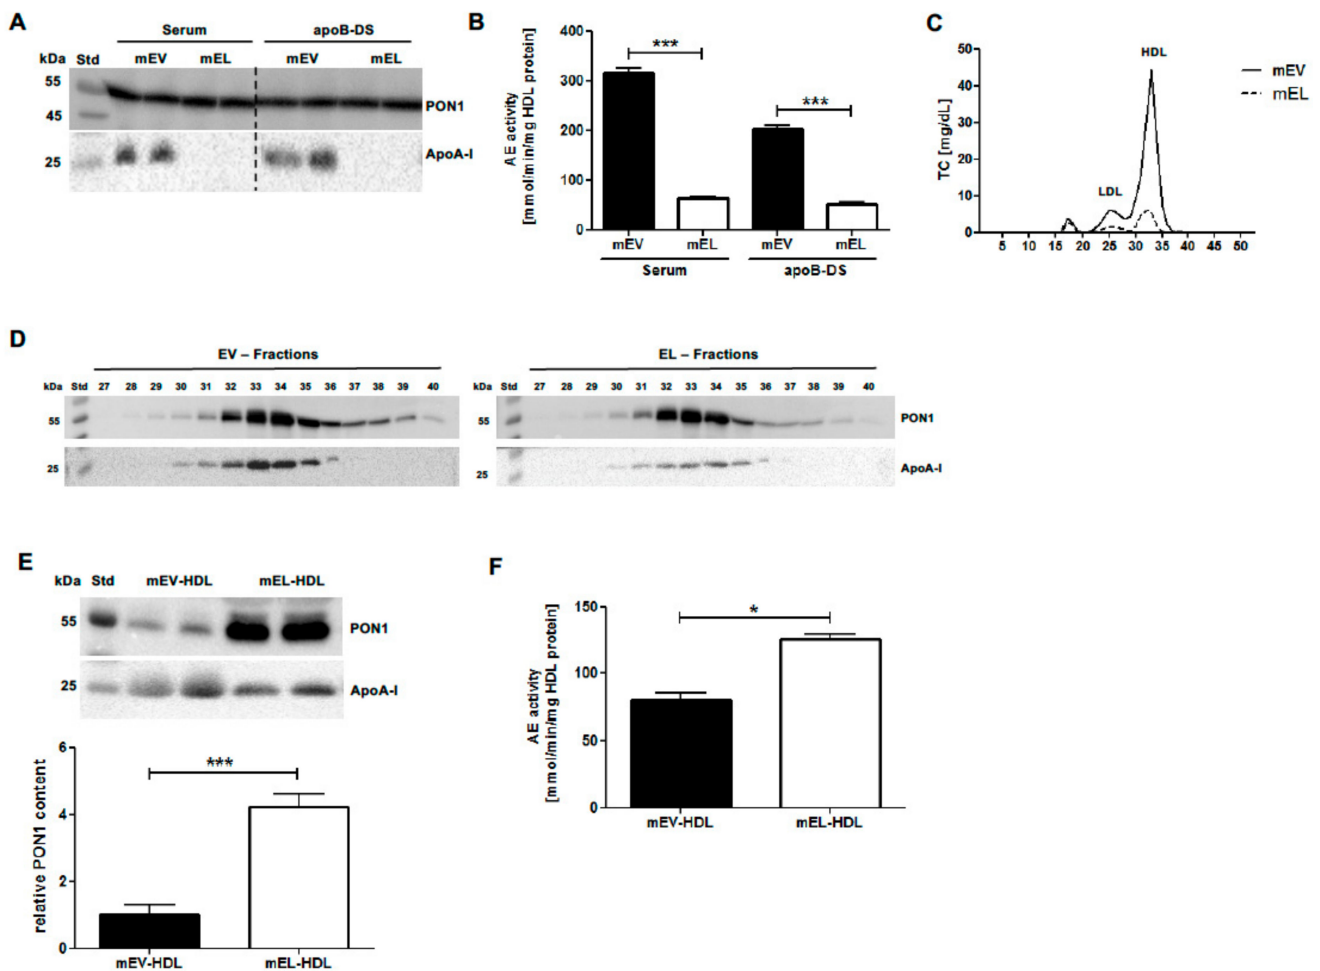 A
Serum apoB-DS
kDa Std mEV mEL mEV mEL
55
PON1
45
25
ApoA-I
B
AE activity
[mmol/min/mg HDL protein]
400
300
200
100
0
***
***
mEV mEL mEV mEL
Serum apoB-DS
C
TC [mg/dL]
50
40
30
20
10
0
HDL
LDL
mEV
mEL
5 10 15 20 25 30 35 40 45 50
D
EV – Fractions
kDa Std 27 28 29 30 31 32 33 34 35 36 37 38 39 40
55
25
EL – Fractions
kDa Std 27 28 29 30 31 32 33 34 35 36 37 38 39 40
55
PON1
25
ApoA-I
E
kDa Std mEV-HDL mEL-HDL
55
PON1
25
ApoA-I
relative PON1 content
6
4
2
0
***
mEV-HDL mEL-HDL
F
AE activity
[mmol/min/mg HDL protein]
150
100
50
0
*
mEV-HDL mEL-HDL